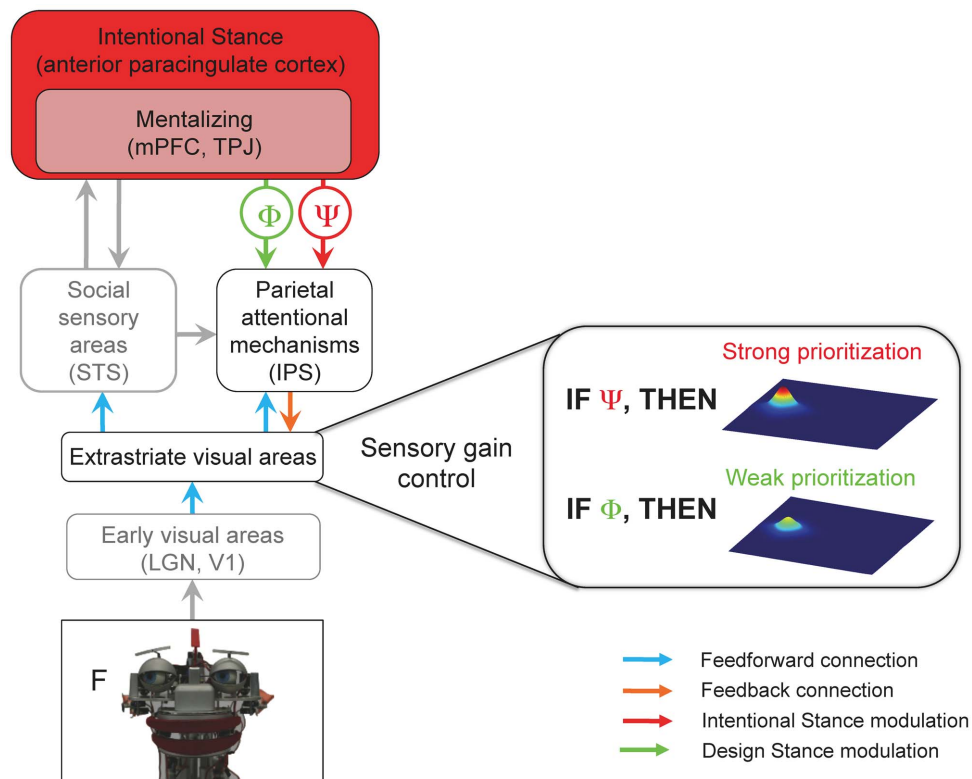 Intentional Stance
(anterior paracingulate cortex)
Mentalizing
(mPFC, TPJ)
Φ
Ψ
Social
sensory
areas
(STS)
Parietal
attentional
mechanisms
(IPS)
Extrastriate visual areas
Early visual areas
(LGN, V1)
F
Sensory gain
control
Strong prioritization
IF Ψ, THEN
Weak prioritization
IF Φ, THEN
Feedforward connection
Feedback connection
Intentional Stance modulation
Design Stance modulation